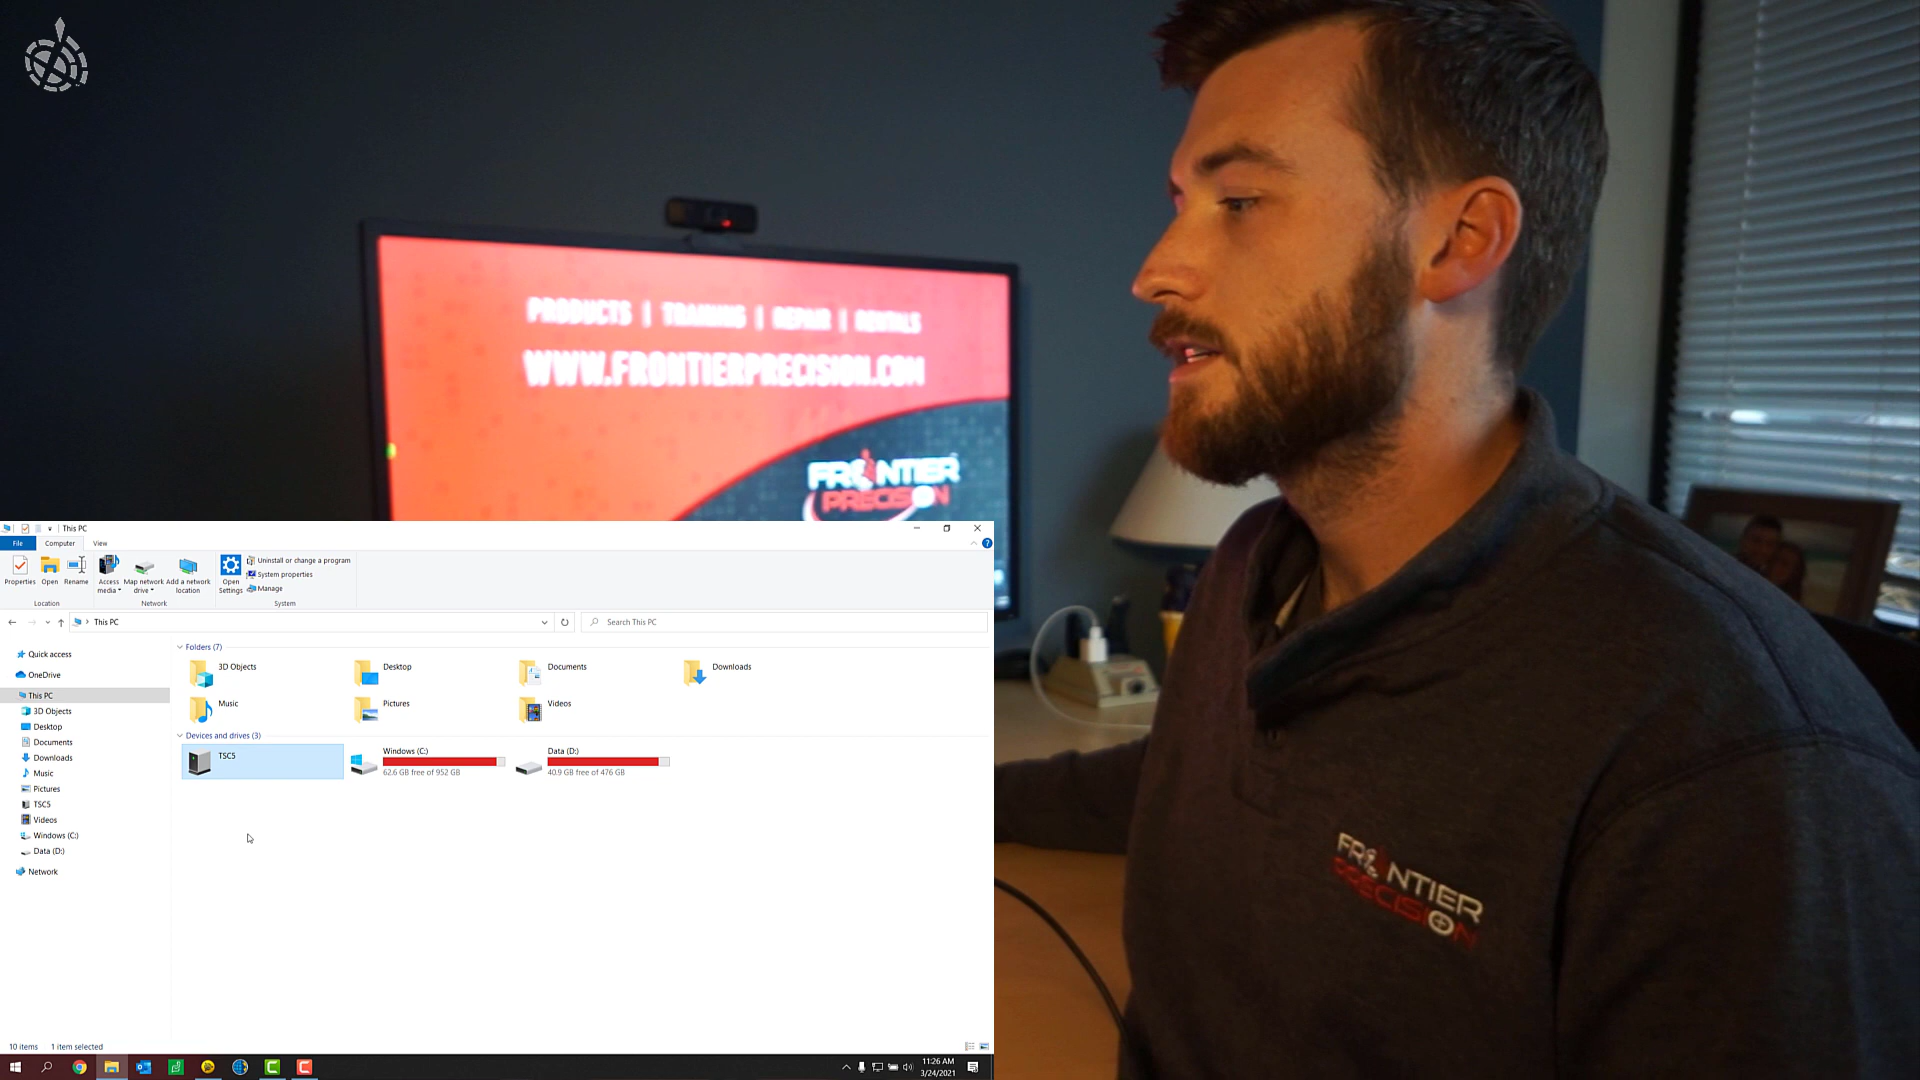 PRODUCTS | TRAINING | REPAIR | RENTALS
WWW.FRONTIERPRECISION.COM
FRONTIER
PRECISION
This PC
File
Computer
View
Properties
Open
Rename
Access media
Map network drive
Add a network location
Open Settings
Uninstall or change a program
System properties
Manage
Location
Network
System
This PC
Search This PC
Quick access
OneDrive
This PC
3D Objects
Desktop
Documents
Downloads
Music
Pictures
TSC5
Videos
Windows (C:)
Data (D:)
Network
Folders (7)
3D Objects
Desktop
Documents
Downloads
Music
Pictures
Videos
Devices and drives (3)
TSC5
Windows (C:)
62.6 GB free of 952 GB
Data (D:)
40.9 GB free of 476 GB
10 items
1 item selected
11:26 AM
3/24/2021
FRONTIER
PRECISION